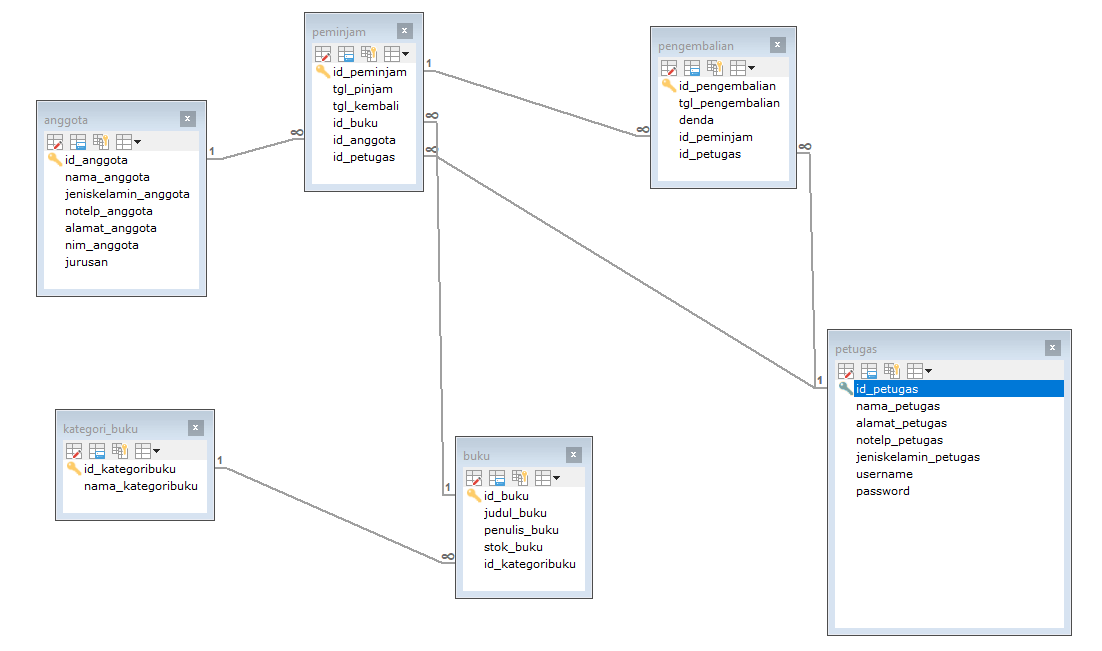 peminjam
id_peminjam
tgl_pinjam
tgl_kembali
id_buku
id_anggota
id_petugas
1
∞
∞
∞
pengembalian
id_pengembalian
tgl_pengembalian
denda
id_peminjam
id_petugas
∞
∞
anggota
id_anggota
nama_anggota
jeniskelamin_anggota
notelp_anggota
alamat_anggota
nim_anggota
jurusan
1
petugas
id_petugas
nama_petugas
alamat_petugas
notelp_petugas
jeniskelamin_petugas
username
password
1
kategori_buku
id_kategoribuku
nama_kategoribuku
1
buku
id_buku
judul_buku
penulis_buku
stok_buku
id_kategoribuku
1
∞